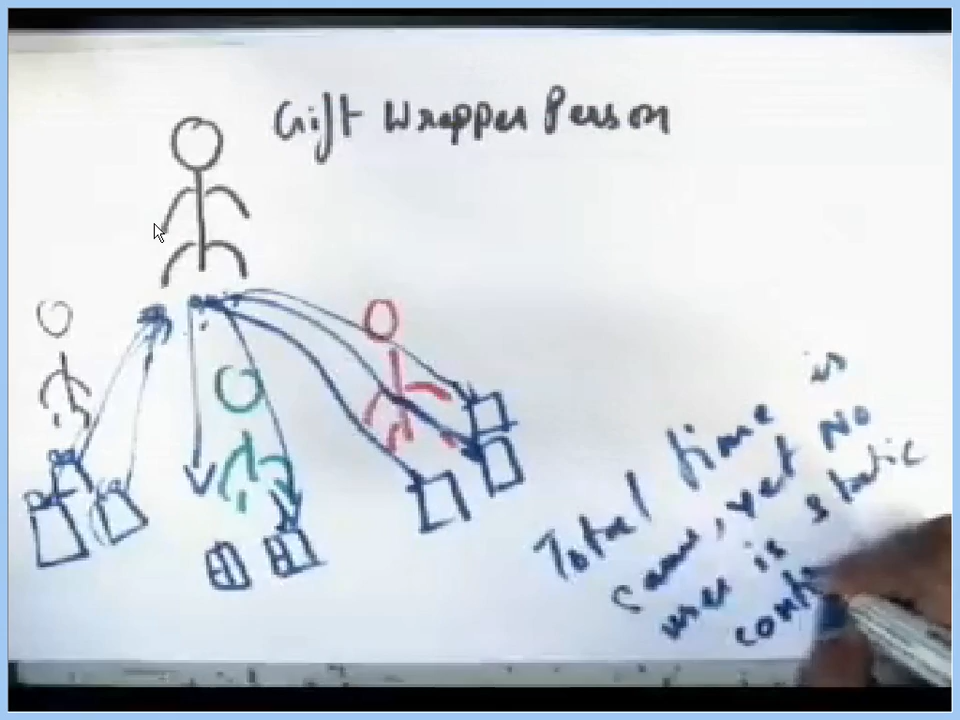 Gift Wrapper Person
Total time is
same, yet No
user is static